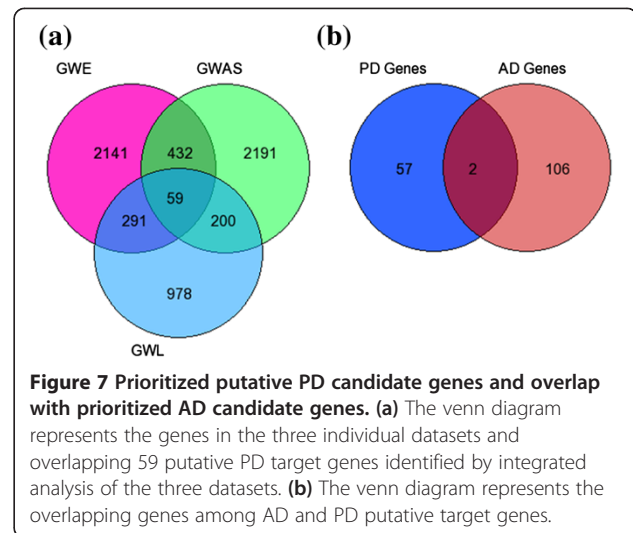 (a)
(b)
GWE
GWAS
PD Genes
AD Genes
2141
432
2191
57
2
106
59
291
200
978
GWL
Figure 7 Prioritized putative PD candidate genes and overlap
with prioritized AD candidate genes. (a) The venn diagram
represents the genes in the three individual datasets and
overlapping 59 putative PD target genes identified by integrated
analysis of the three datasets. (b) The venn diagram represents the
overlapping genes among AD and PD putative target genes.